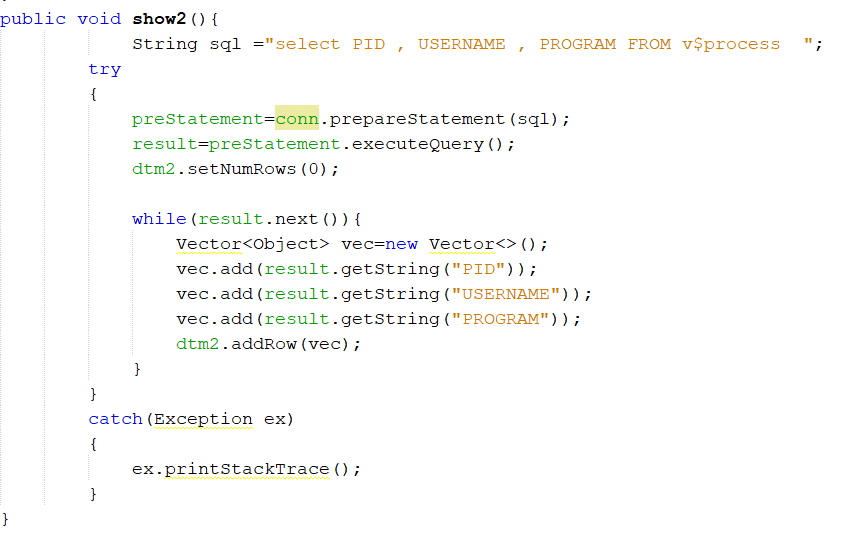 public void show2(){
String sql ="select PID , USERNAME , PROGRAM FROM v$process  ";
try
{
preStatement=conn.prepareStatement(sql);
result=preStatement.executeQuery();
dtm2.setNumRows(0);
while(result.next()){
Vector<Object> vec=new Vector<>();
vec.add(result.getString("PID"));
vec.add(result.getString("USERNAME"));
vec.add(result.getString("PROGRAM"));
dtm2.addRow(vec);
}
}
catch(Exception ex)
{
ex.printStackTrace();
}
}